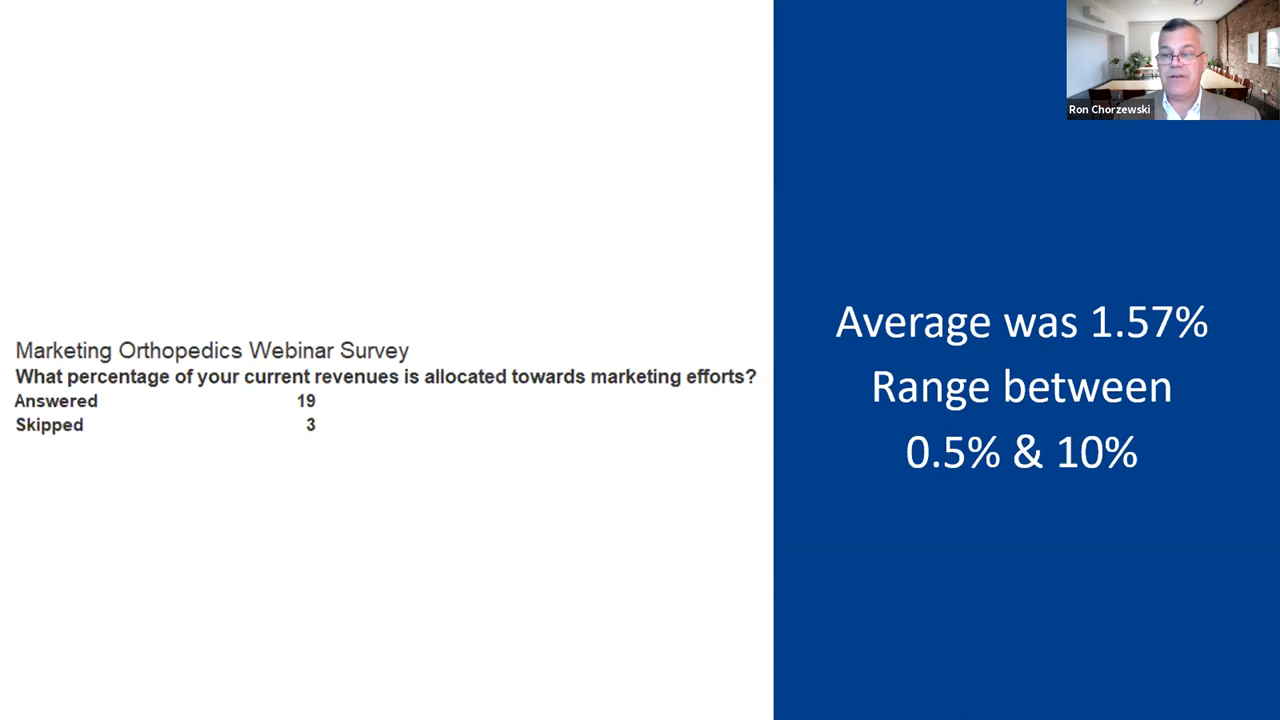 Marketing Orthopedics Webinar Survey
What percentage of your current revenues is allocated towards marketing efforts?
Answered 19
Skipped 3
Average was 1.57%
Range between
0.5% & 10%
Ron Chorzewski